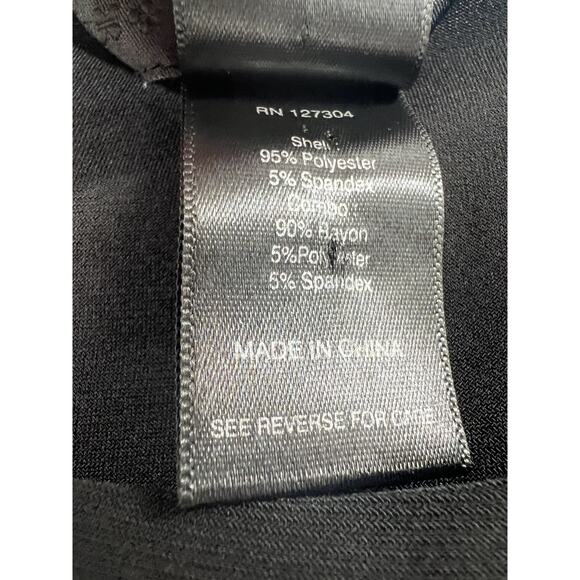 RN 127304
Shell
95% Polyester
5% Spandex
Combo
90% Rayon
5%Polyester
5% Spandex
MADE IN CHINA
SEE REVERSE FOR CARE